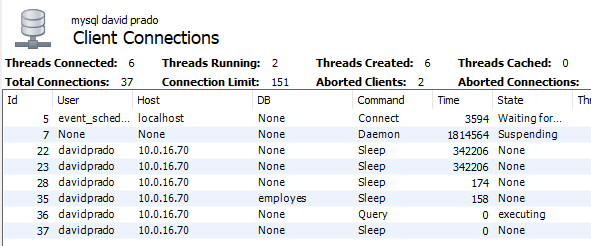 mysql david prado
Client Connections
Threads Connected: 6 Threads Running: 2 Threads Created: 6 Threads Cached: 0
Total Connections: 37 Connection Limit: 151 Aborted Clients: 2 Aborted Connections:
Id User Host DB Command Time State Thr
5 event_sched... localhost None Connect 3594 Waiting for...
7 None None None Daemon 1814564 Suspending
22 davidprado 10.0.16.70 None Sleep 342206 None
23 davidprado 10.0.16.70 None Sleep 342206 None
28 davidprado 10.0.16.70 None Sleep 174 None
35 davidprado 10.0.16.70 employes Sleep 158 None
36 davidprado 10.0.16.70 None Query 0 executing
37 davidprado 10.0.16.70 None Sleep 0 None